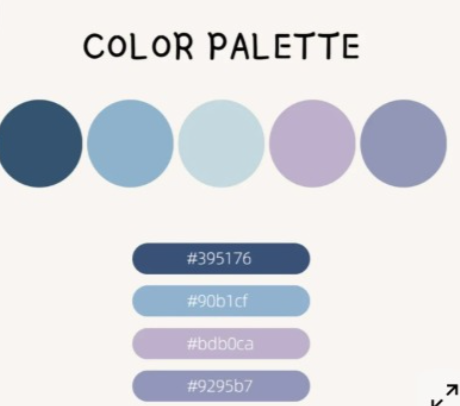 COLOR PALETTE
#395176
#90b1cf
#bdb0ca
#9295b7